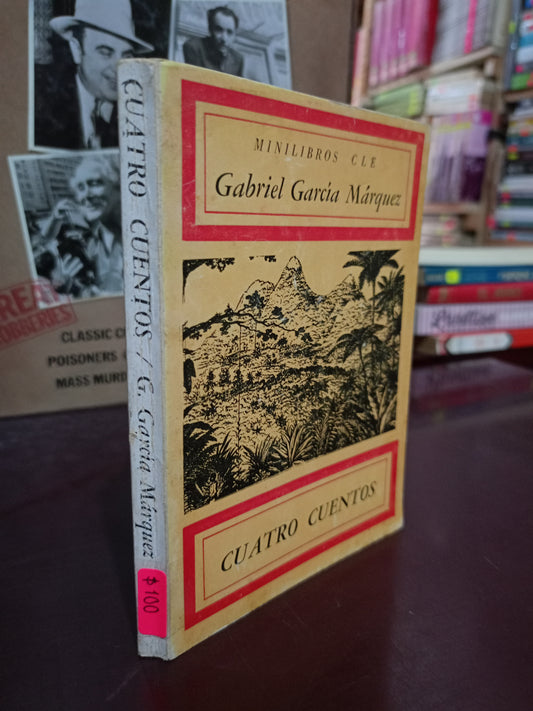 MINILIBROS CLE
Gabriel García Márquez
CUATRO CUENTOS
CUATRO CUENTOS / G. García Márquez
$100
CLASSIC
POISONERS
MASS MURD